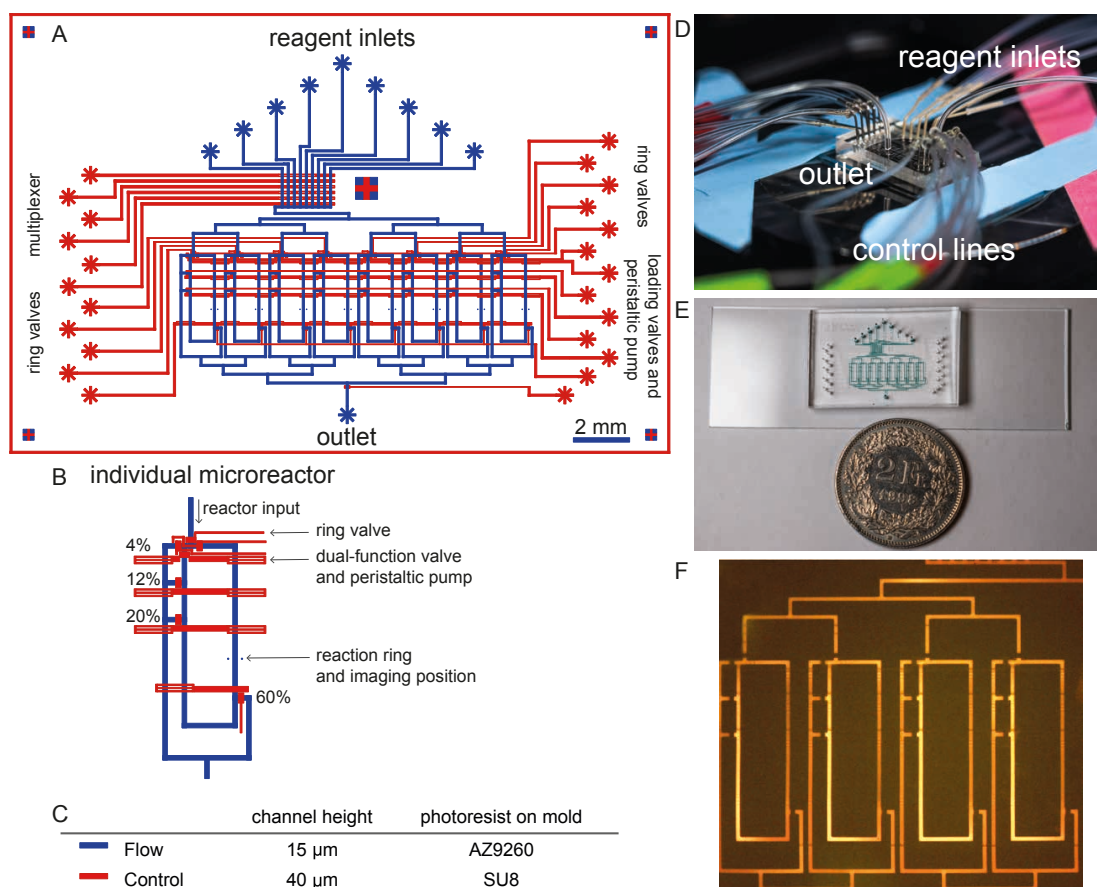 A
reagent inlets
multiplexer
ring valves
ring valves
loading valves and
peristaltic pump
outlet
2 mm
B individual microreactor
reactor input
ring valve
4%
dual-function valve
and peristaltic pump
12%
20%
reaction ring
and imaging position
60%
C
channel height photoresist on mold
Flow 15 µm AZ9260
Control 40 µm SU8
D
reagent inlets
outlet
control lines
E
2 Fr.
F